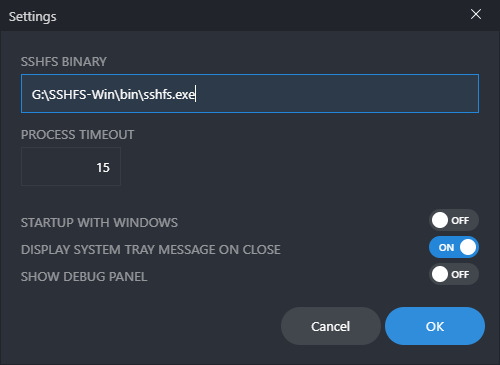 Settings
SSHFS BINARY
G:\SSHFS-Win\bin\sshfs.exe
PROCESS TIMEOUT
15
STARTUP WITH WINDOWS OFF
DISPLAY SYSTEM TRAY MESSAGE ON CLOSE ON
SHOW DEBUG PANEL OFF
Cancel OK